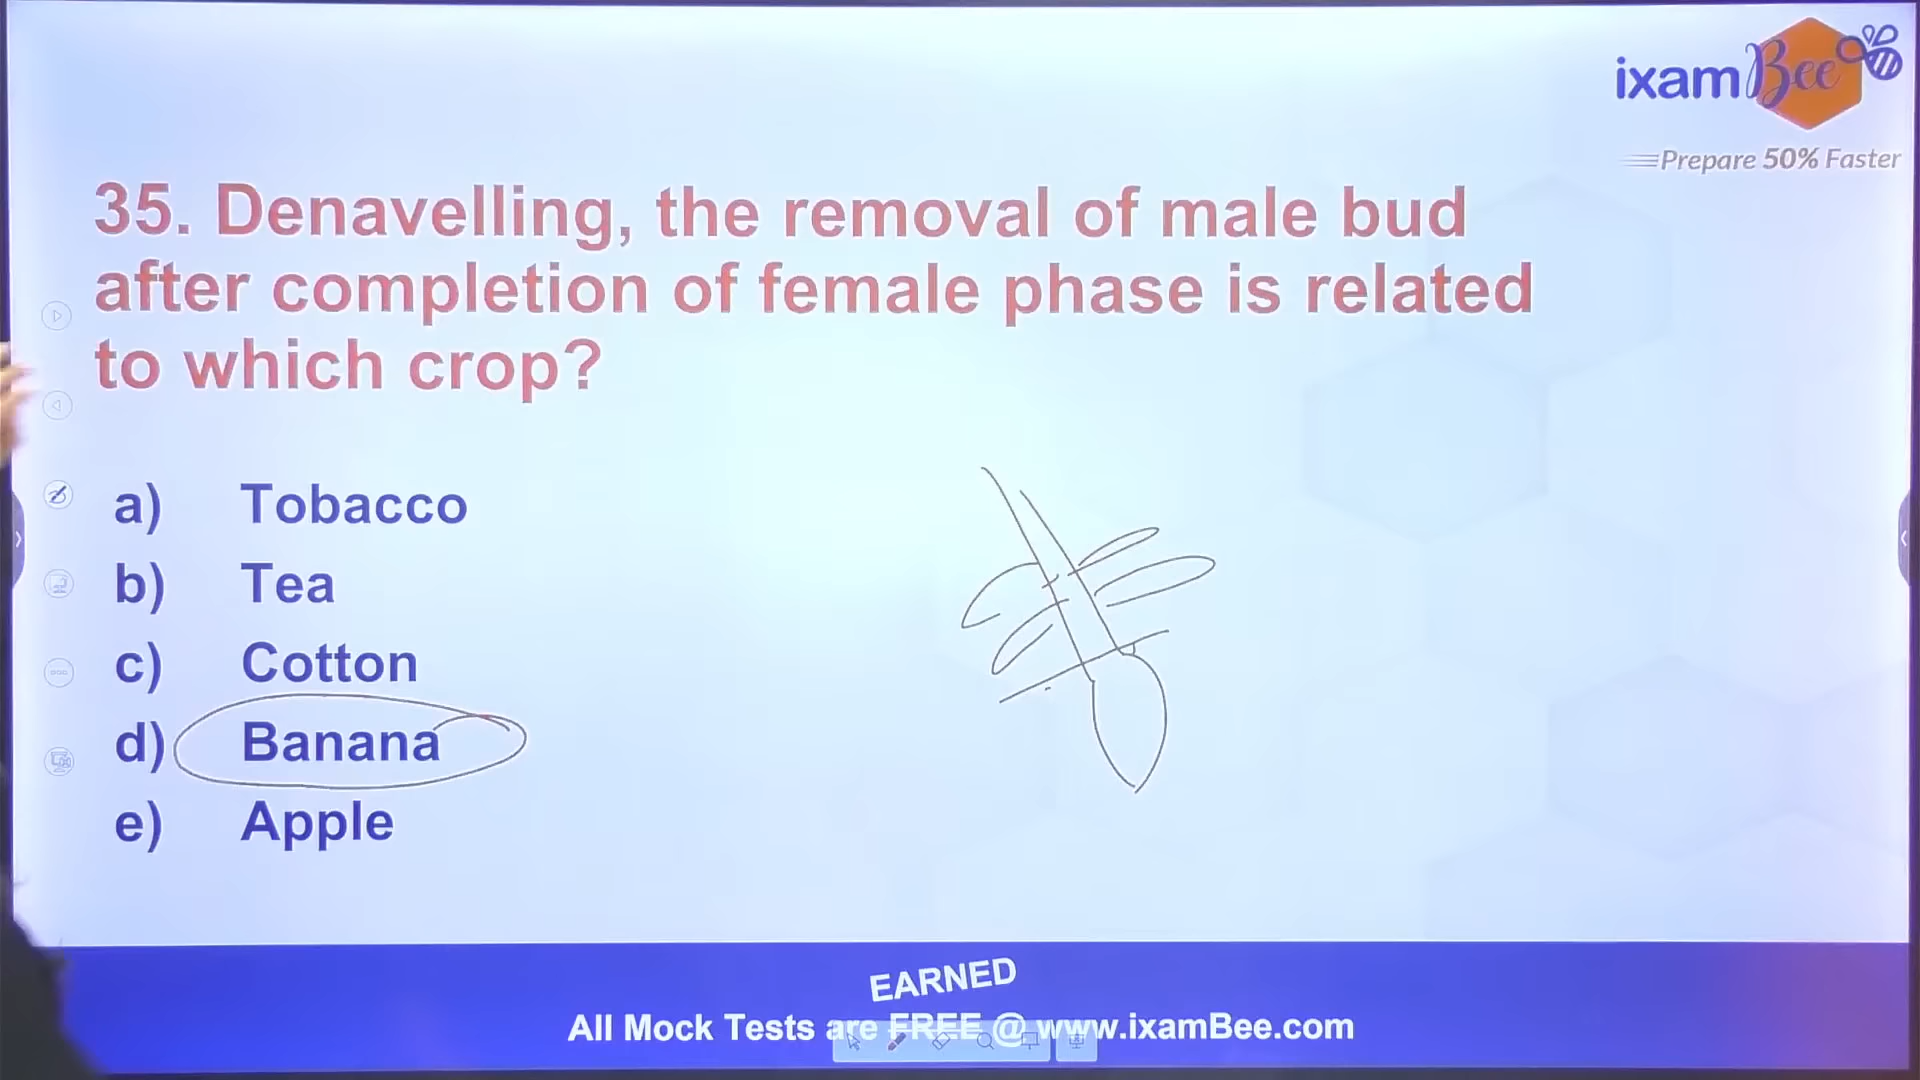 ixamBee
Prepare 50% Faster
35. Denavelling, the removal of male bud
after completion of female phase is related
to which crop?
a) Tobacco
b) Tea
c) Cotton
d) Banana
e) Apple
EARNED
All Mock Tests are FREE @ www.ixamBee.com